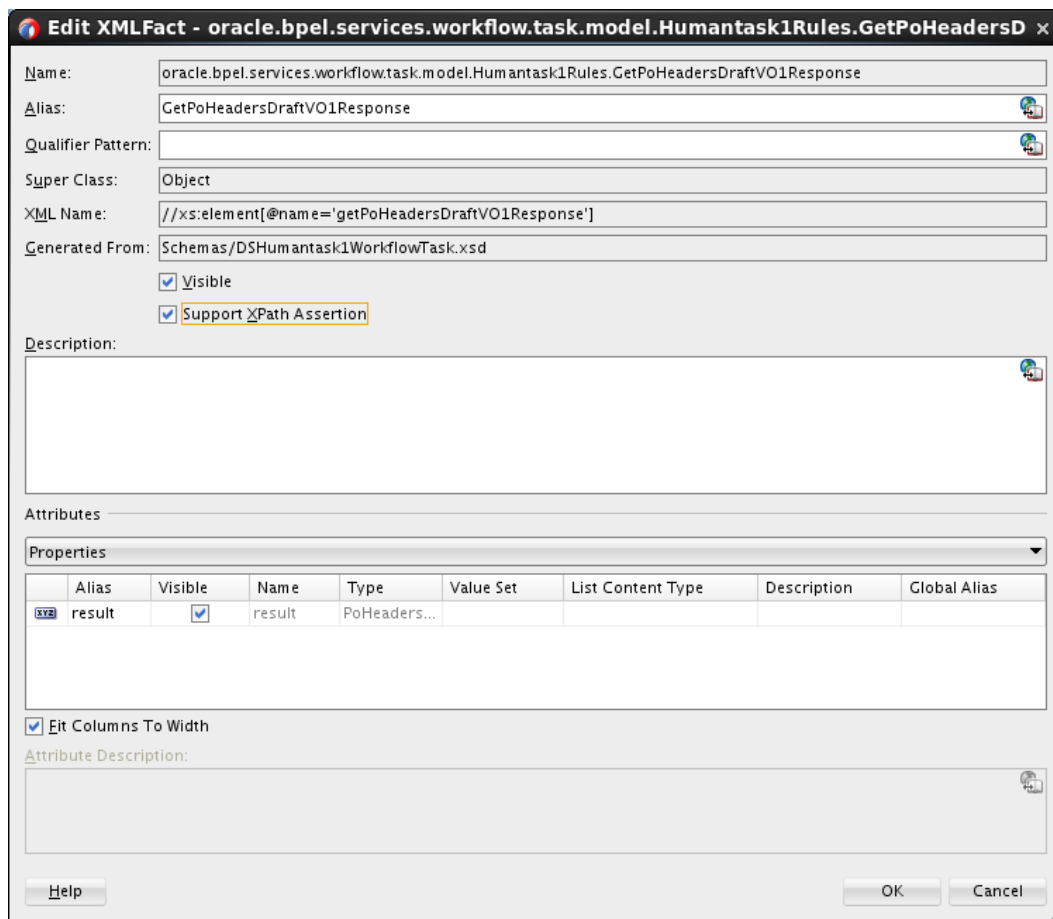 Edit XMLFact - oracle.bpel.services.workflow.task.model.Humantask1Rules.GetPoHeadersD ×
Name: oracle.bpel.services.workflow.task.model.Humantask1Rules.GetPoHeadersDraftVO1Response
Alias: GetPoHeadersDraftVO1Response
Qualifier Pattern:
Super Class: Object
XML Name: //xs:element[@name='getPoHeadersDraftVO1Response']
Generated From: Schemas/DSHumantask1WorkflowTask.xsd
Visible
Support XPath Assertion
Description:
Attributes
Properties
Alias Visible Name Type Value Set List Content Type Description Global Alias
XYZ result result PoHeaders...
Fit Columns To Width
Attribute Description:
Help OK Cancel